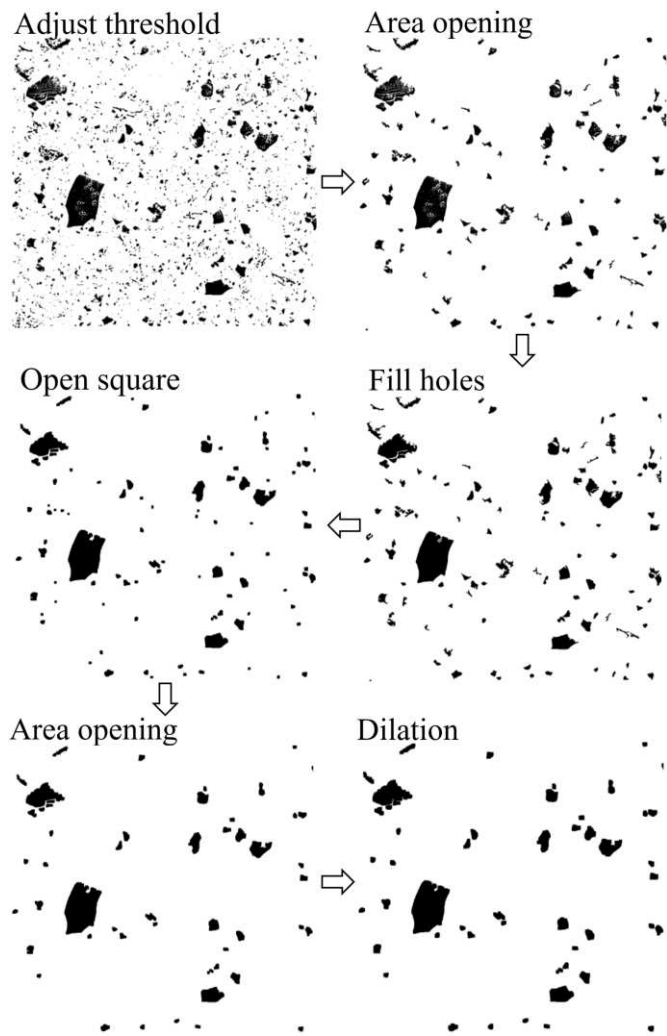 Adjust threshold
Area opening
Open square
Fill holes
Area opening
Dilation